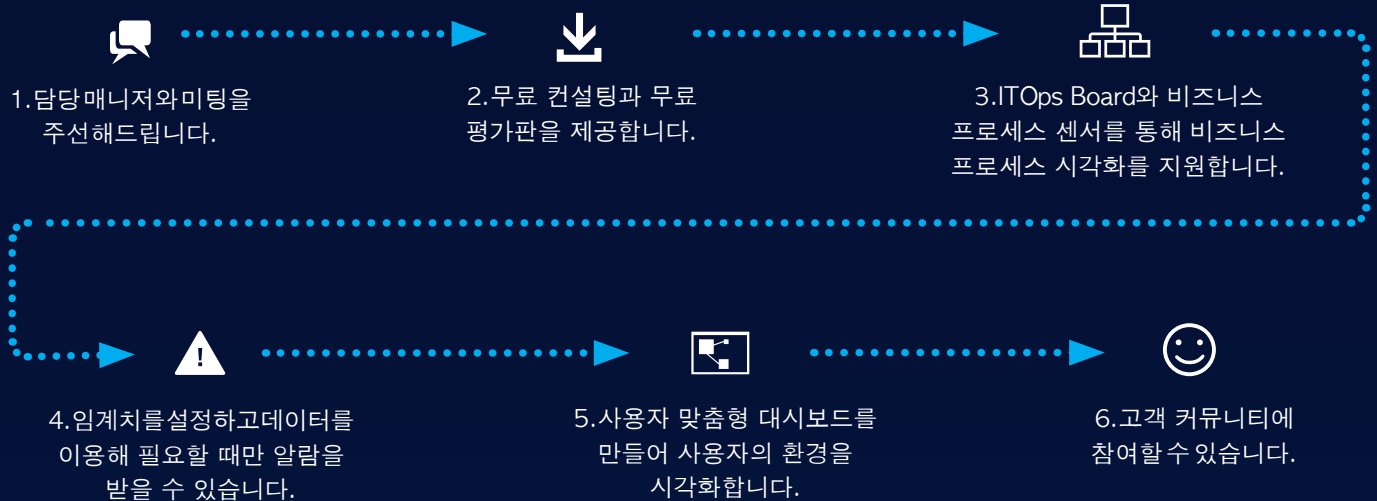 1.담당매니저와미팅을
주선해드립니다.
2.무료 컨설팅과 무료
평가판을 제공합니다.
3.ITOps Board와 비즈니스
프로세스 센서를 통해 비즈니스
프로세스 시각화를 지원합니다.
4.임계치를설정하고데이터를
이용해 필요할 때만 알람을
받을 수 있습니다.
5.사용자 맞춤형 대시보드를
만들어 사용자의 환경을
시각화합니다.
6.고객 커뮤니티에
참여할수있습니다.